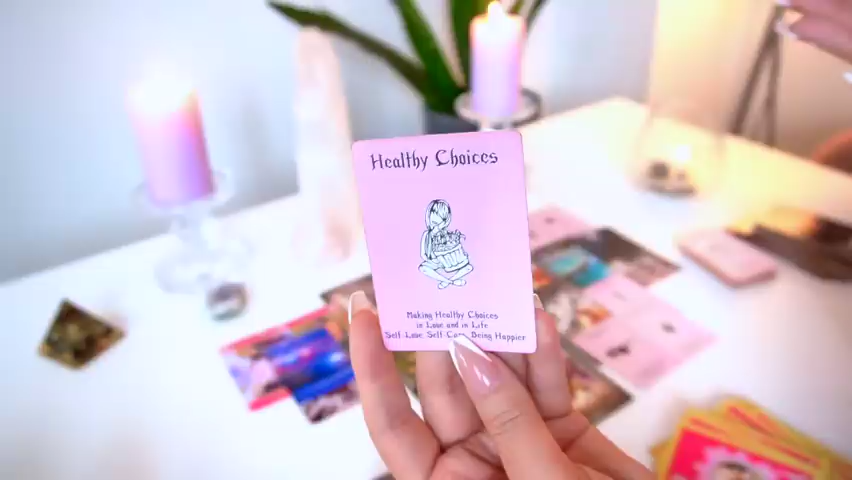 Healthy Choices
Making Healthy Choices
in Love and in Life
Self-Love, Self-Care, Being Happier